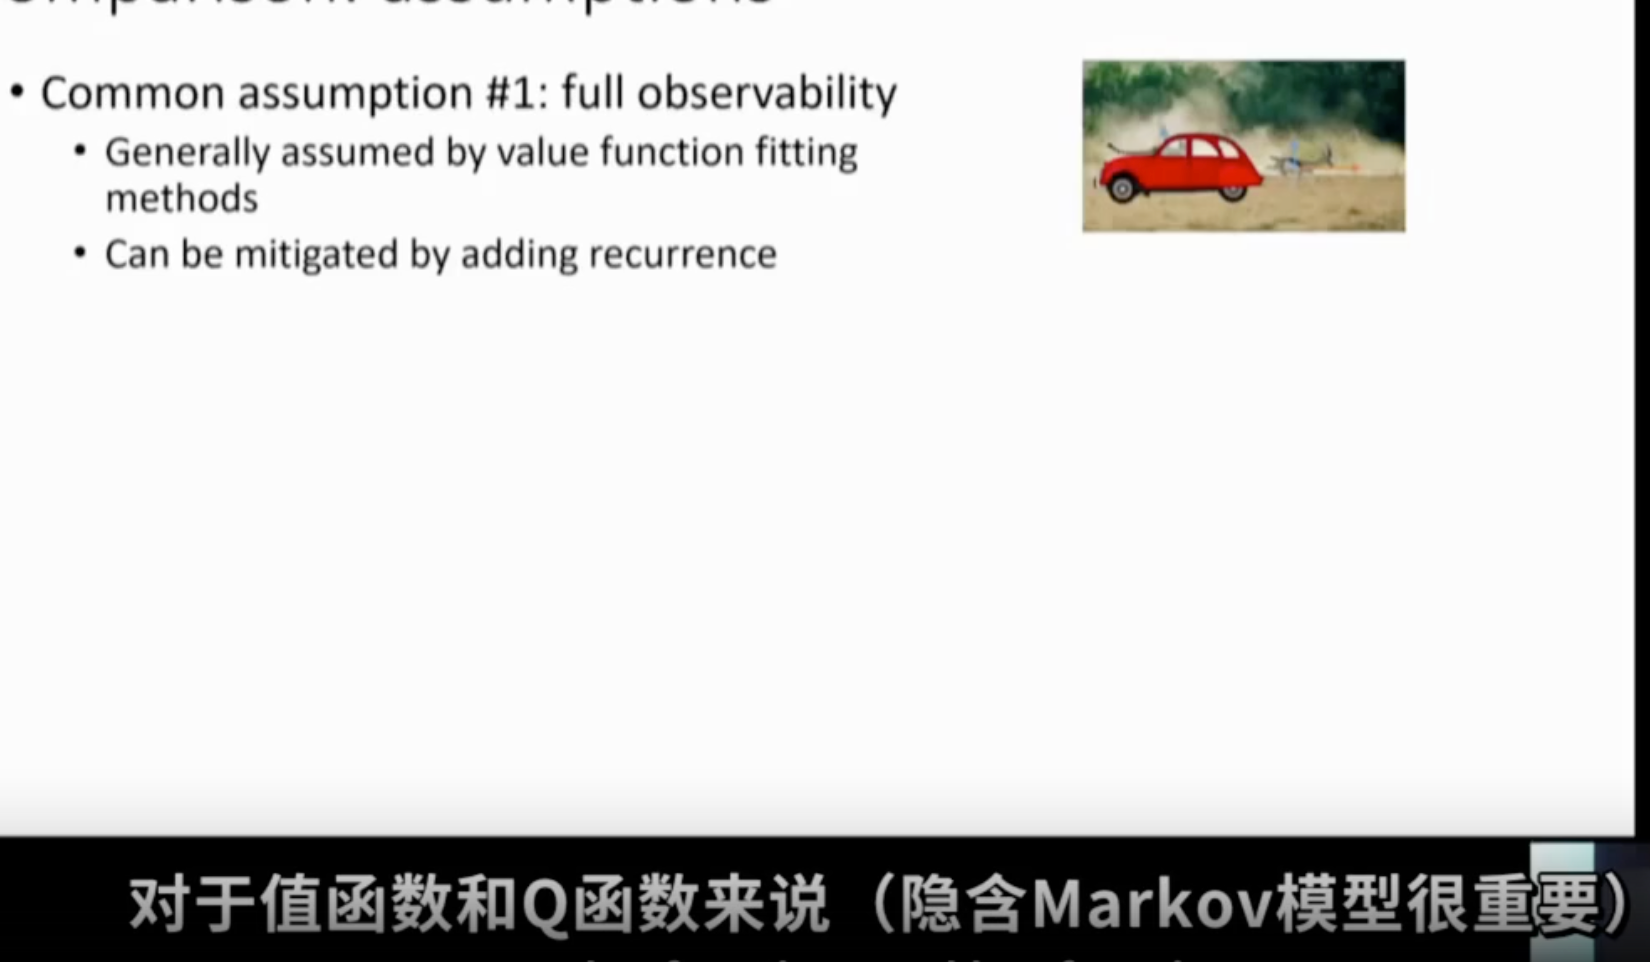 • Common assumption #1: full observability
• Generally assumed by value function fitting
methods
• Can be mitigated by adding recurrence
对于值函数和Q函数来说（隐含Markov模型很重要）